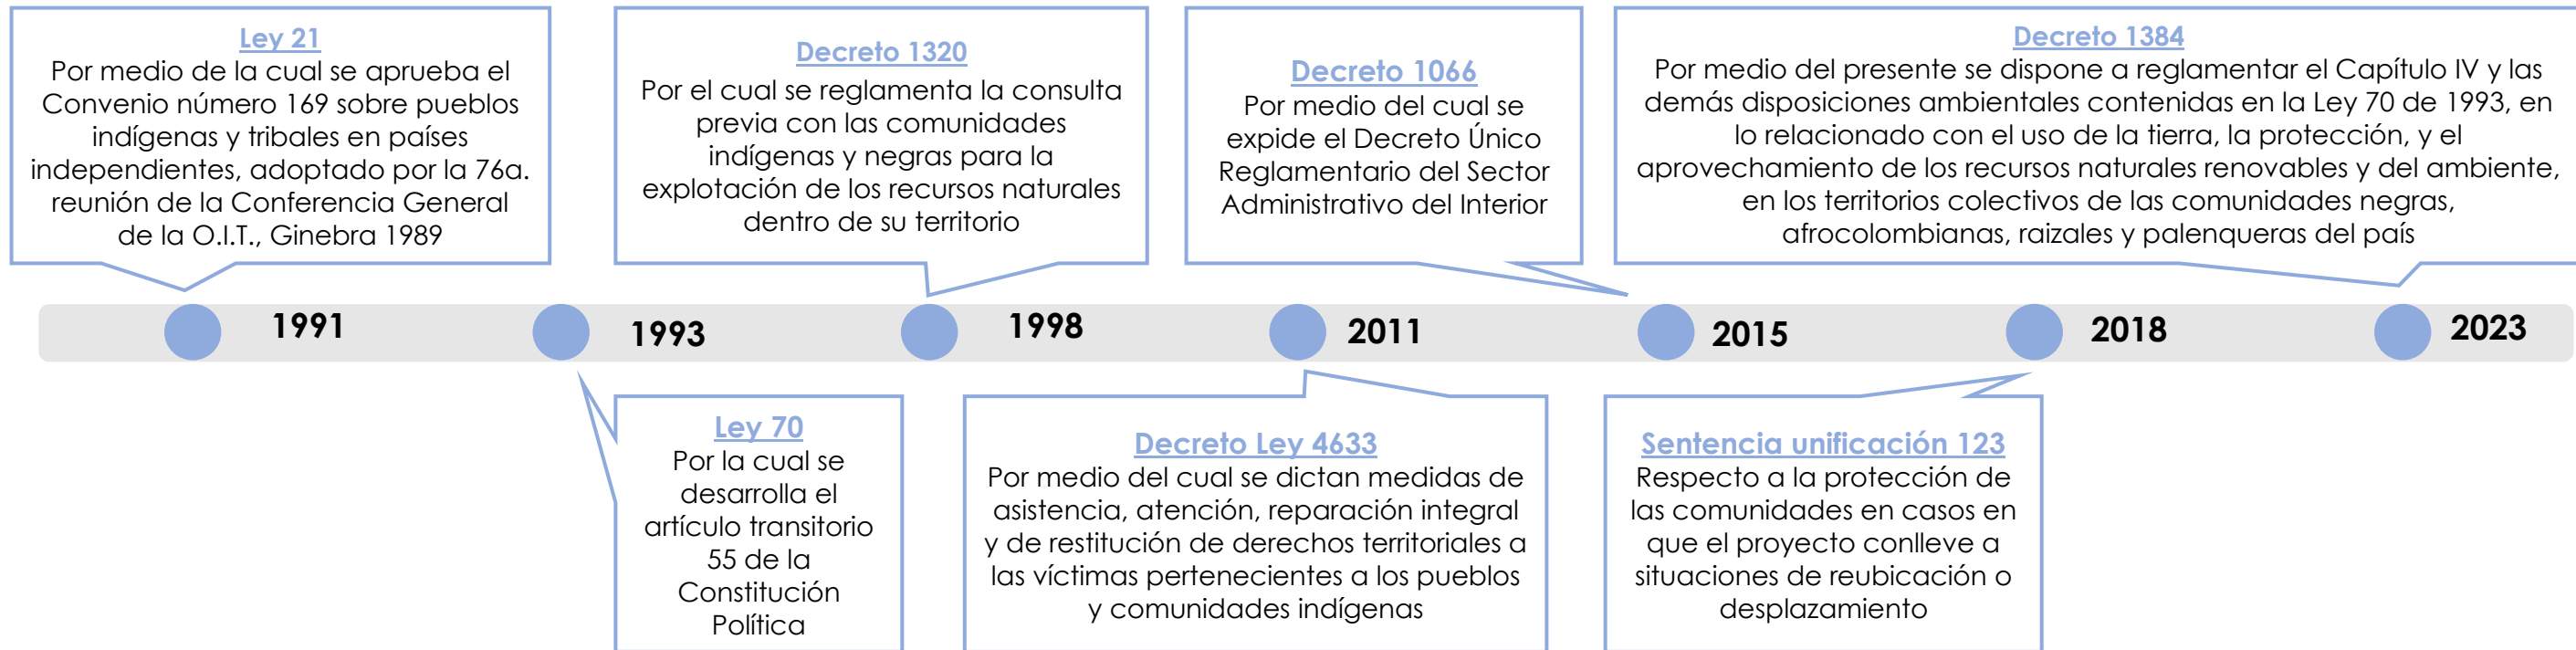 Ley 21
Por medio de la cual se aprueba el
Convenio número 169 sobre pueblos
indígenas y tribales en países
independientes, adoptado por la 76a.
reunión de la Conferencia General
de la O.I.T., Ginebra 1989
Decreto 1320
Por el cual se reglamenta la consulta
previa con las comunidades
indígenas y negras para la
explotación de los recursos naturales
dentro de su territorio
Decreto 1066
Por medio del cual se
expide el Decreto Único
Reglamentario del Sector
Administrativo del Interior
Decreto 1384
Por medio del presente se dispone a reglamentar el Capítulo IV y las
demás disposiciones ambientales contenidas en la Ley 70 de 1993, en
lo relacionado con el uso de la tierra, la protección, y el
aprovechamiento de los recursos naturales renovables y del ambiente,
en los territorios colectivos de las comunidades negras,
afrocolombianas, raizales y palenqueras del país
1991
1993
1998
2011
2015
2018
2023
Ley 70
Por la cual se
desarrolla el
artículo transitorio
55 de la
Constitución
Política
Decreto Ley 4633
Por medio del cual se dictan medidas de
asistencia, atención, reparación integral
y de restitución de derechos territoriales a
las víctimas pertenecientes a los pueblos
y comunidades indígenas
Sentencia unificación 123
Respecto a la protección de
las comunidades en casos en
que el proyecto conlleve a
situaciones de reubicación o
desplazamiento